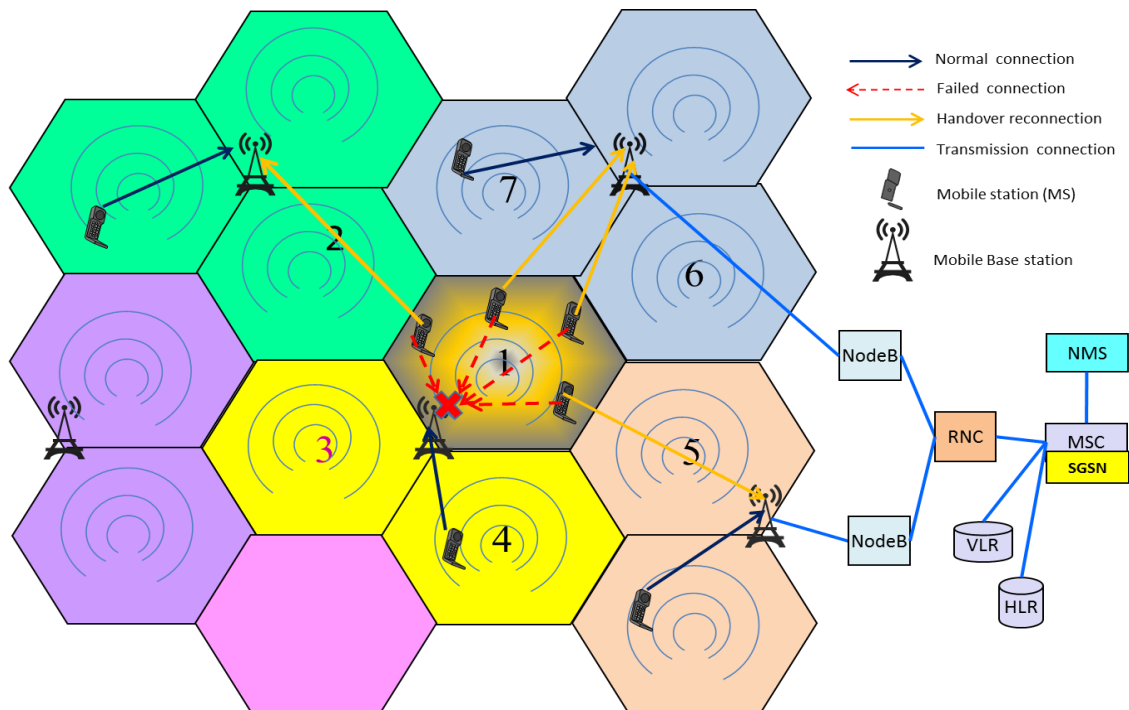 Normal connection
Failed connection
Handover reconnection
Transmission connection
Mobile station (MS)
Mobile Base station
7
2
6
1
3
5
4
NodeB
NMS
RNC
MSC
SGSN
NodeB
VLR
HLR